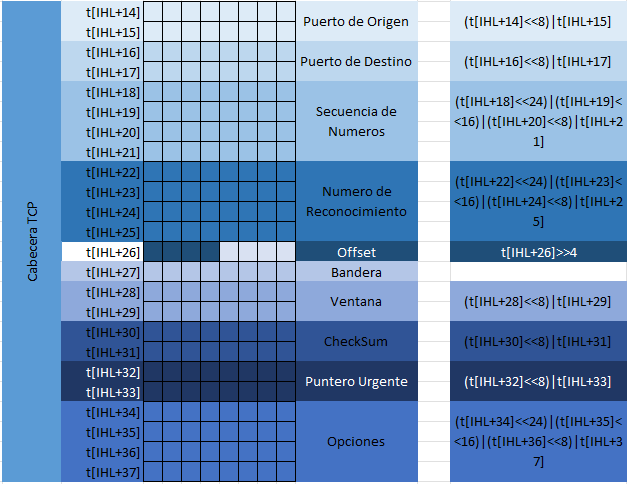 Cabecera TCP
t[IHL+14]
t[IHL+15]
Puerto de Origen
(t[IHL+14]<<8)|t[IHL+15]
t[IHL+16]
t[IHL+17]
Puerto de Destino
(t[IHL+16]<<8)|t[IHL+17]
t[IHL+18]
t[IHL+19]
t[IHL+20]
t[IHL+21]
Secuencia de
Numeros
(t[IHL+18]<<24)|(t[IHL+19]<
<16)|(t[IHL+20]<<8)|t[IHL+2
1]
t[IHL+22]
t[IHL+23]
t[IHL+24]
t[IHL+25]
Numero de
Reconocimiento
(t[IHL+22]<<24)|(t[IHL+23]<
<16)|(t[IHL+24]<<8)|t[IHL+2
5]
t[IHL+26]
Offset
t[IHL+26]>>4
t[IHL+27]
Bandera
t[IHL+28]
t[IHL+29]
Ventana
(t[IHL+28]<<8)|t[IHL+29]
t[IHL+30]
t[IHL+31]
CheckSum
(t[IHL+30]<<8)|t[IHL+31]
t[IHL+32]
t[IHL+33]
Puntero Urgente
(t[IHL+32]<<8)|t[IHL+33]
t[IHL+34]
t[IHL+35]
t[IHL+36]
t[IHL+37]
Opciones
(t[IHL+34]<<24)|(t[IHL+35]<
<16)|(t[IHL+36]<<8)|t[IHL+3
7]